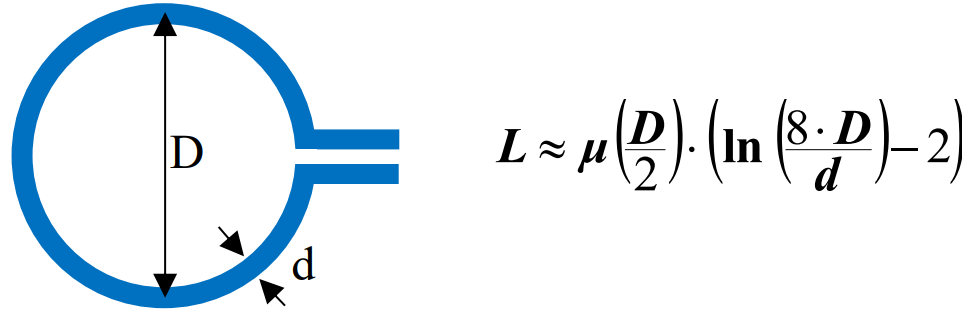 D
d
L ≈ μ(D/2)·(ln(8·D/d)−2)